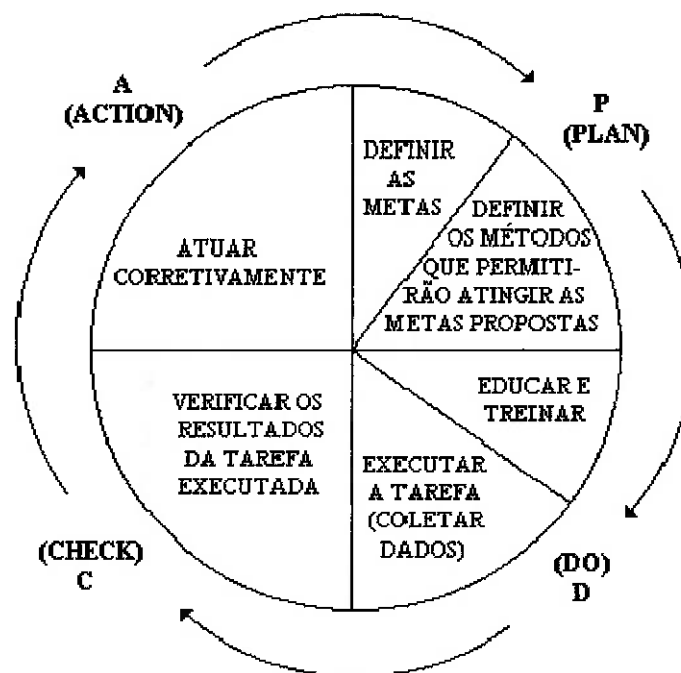 A
(ACTION)
P
(PLAN)
DEFINIR
AS
METAS
DEFINIR
OS MÉTODOS
QUE PERMITI-
RÃO ATINGIR AS
METAS PROPOSTAS
ATUAR
CORRETIVAMENTE
EDUCAR E
TREINAR
VERIFICAR OS
RESULTADOS
DA TAREFA
EXECUTADA
EXECUTAR
A TAREFA
(COLETAR
DADOS)
(CHECK)
C
(DO)
D